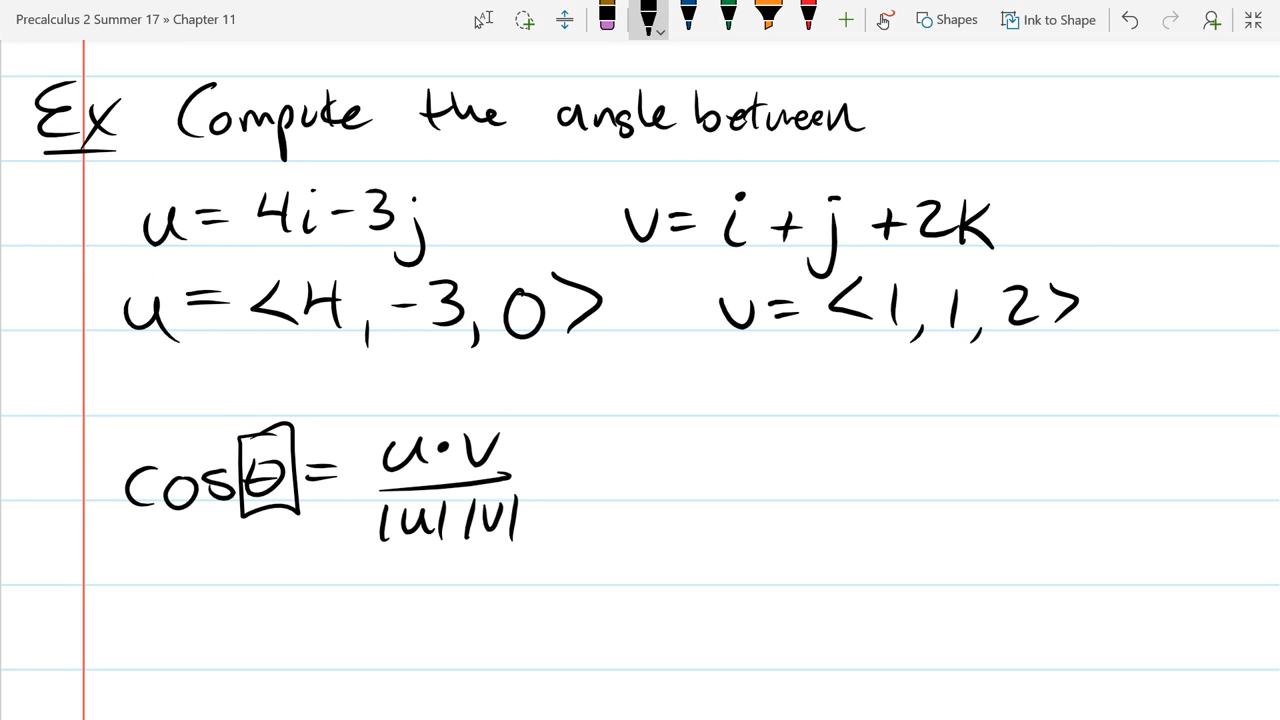 Precalculus 2 Summer 17 » Chapter 11
Shapes Ink to Shape
Ex Compute the angle between
u = 4i - 3j v = i + j + 2k
u = <4, -3, 0> v = <1, 1, 2>
cos θ = u • v / |u| |v|